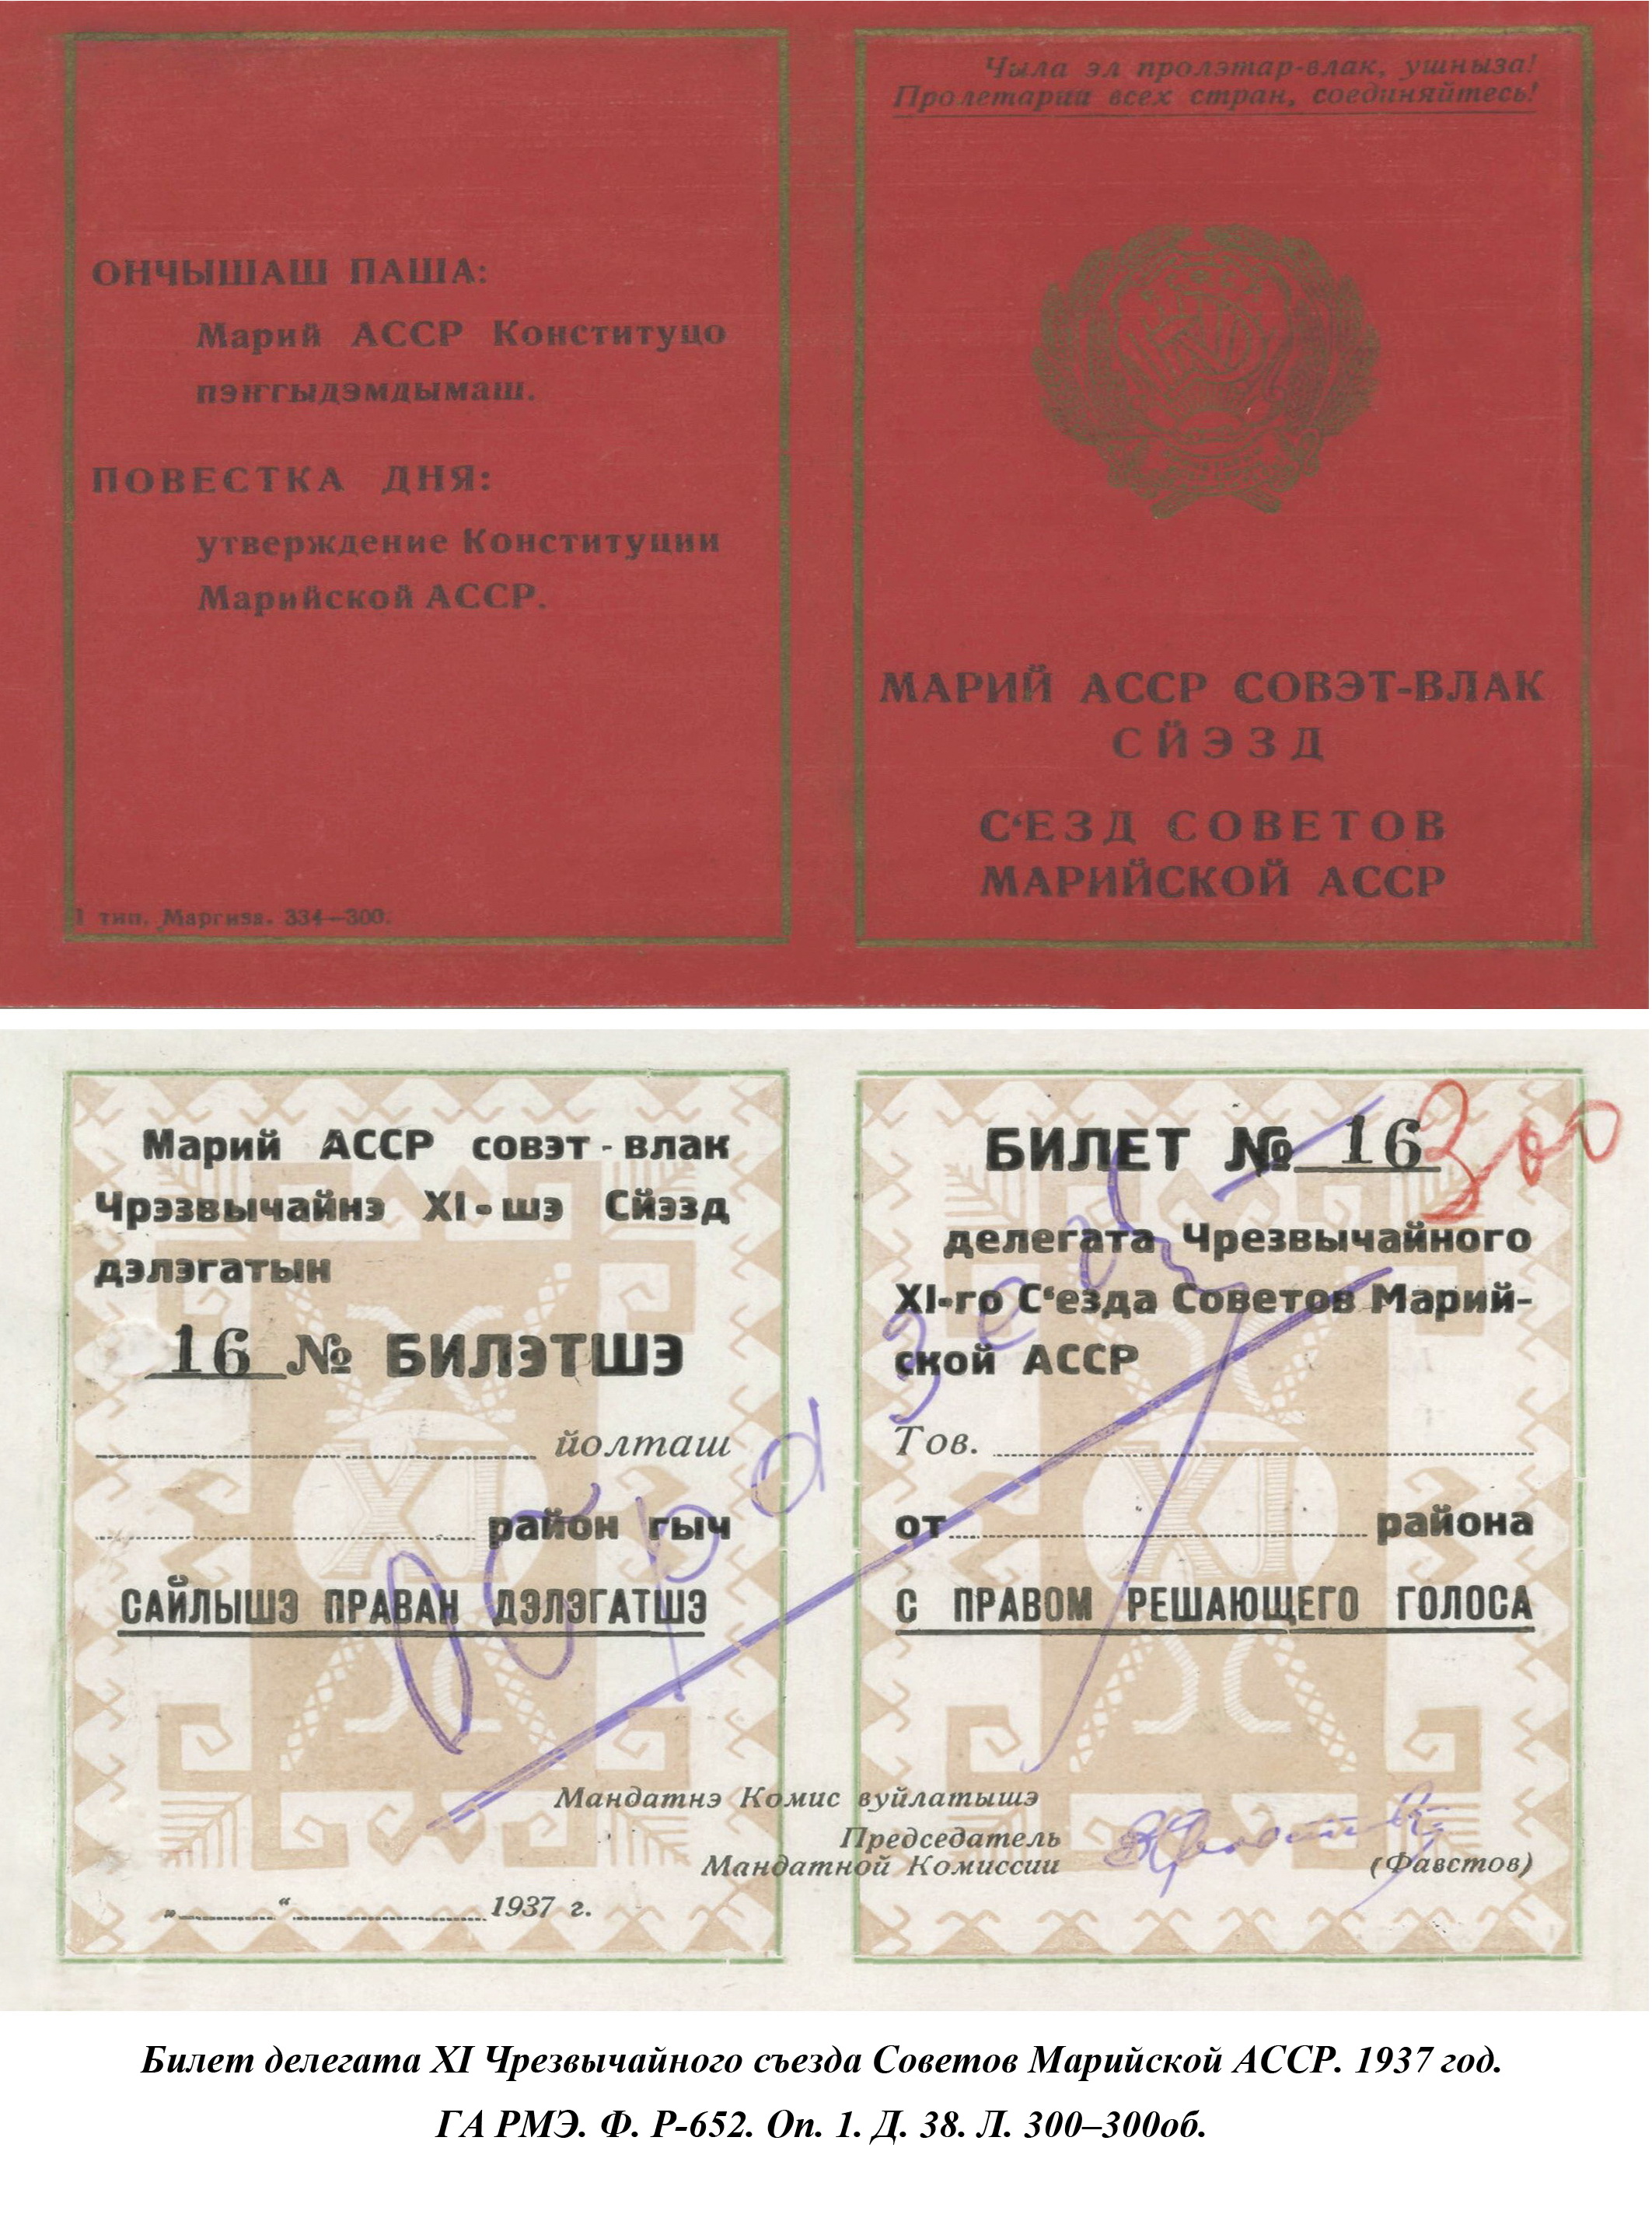 ОНЧЫШАШ ПАША:
Марий АССР Конституцо
пэҥгыдэмдымаш.
ПОВЕСТКА ДНЯ:
утверждение Конституции
Марийской АССР.
1 тип. Маргиза. 334—300.
Чыла эл пролэтар-влак, ушныза!
Пролетарии всех стран, соединяйтесь!
МАРИЙ АССР СОВЭТ-ВЛАК
СЙЭЗД
С‘ЕЗД СОВЕТОВ
МАРИЙСКОЙ АССР
Марий АССР совэт-влак
Чрэзвычайнэ XI-шэ Сйэзд
дэлэгатын
16 № БИЛЭТШЭ
йолташ
район гыч
САЙЛЫШЭ ПРАВАН ДЭЛЭГАТШЭ
БИЛЕТ № 16
300
делегата Чрезвычайного
XI-го С‘езда Советов Марий-
ской АССР
Тов.
от района
С ПРАВОМ РЕШАЮЩЕГО ГОЛОСА
Образец
Мандатнэ Комис вуйлатышэ
Председатель
Мандатной Комиссии
(Фавстов)
„ “ 1937 г.
Билет делегата XI Чрезвычайного съезда Советов Марийской АССР. 1937 год.
ГА РМЭ. Ф. Р-652. Оп. 1. Д. 38. Л. 300–300об.